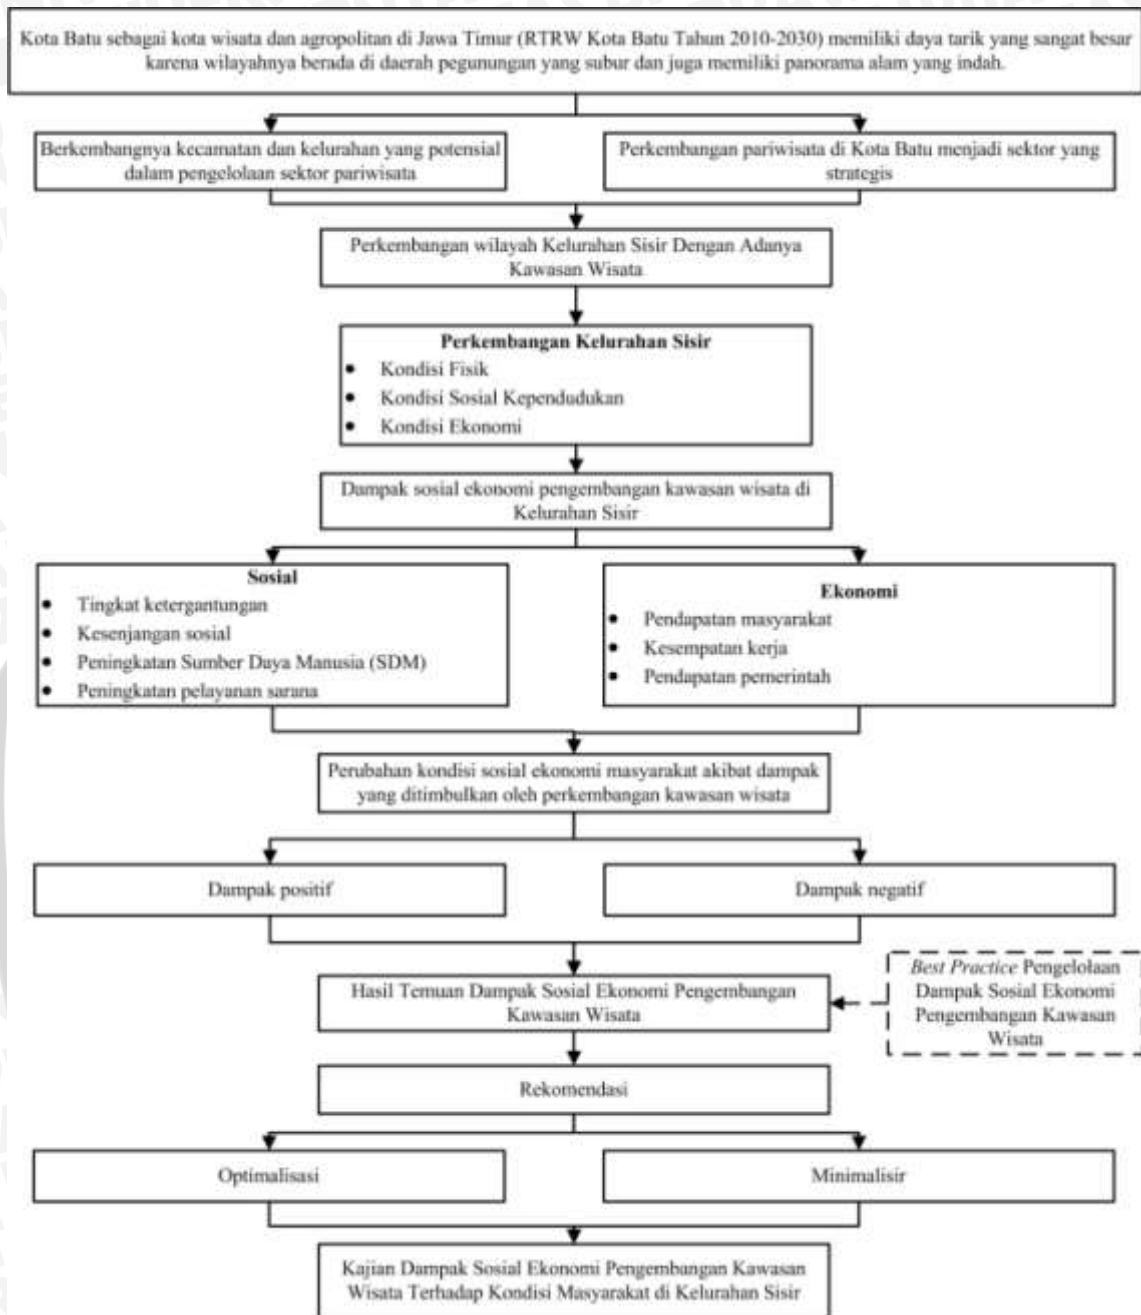 Kota Batu sebagai kota wisata dan agropolitan di Jawa Timur (RTRW Kota Batu Tahun 2010-2030) memiliki daya tarik yang sangat besar
karena wilayahnya berada di daerah pegunungan yang subur dan juga memiliki panorama alam yang indah.
Berkembangnya kecamatan dan kelurahan yang potensial
dalam pengelolaan sektor pariwisata
Perkembangan pariwisata di Kota Batu menjadi sektor yang
strategis
Perkembangan wilayah Kelurahan Sisir Dengan Adanya
Kawasan Wisata
Perkembangan Kelurahan Sisir
• Kondisi Fisik
• Kondisi Sosial Kependudukan
• Kondisi Ekonomi
Dampak sosial ekonomi pengembangan kawasan wisata di
Kelurahan Sisir
Sosial
• Tingkat ketergantungan
• Kesenjangan sosial
• Peningkatan Sumber Daya Manusia (SDM)
• Peningkatan pelayanan sarana
Ekonomi
• Pendapatan masyarakat
• Kesempatan kerja
• Pendapatan pemerintah
Perubahan kondisi sosial ekonomi masyarakat akibat dampak
yang ditimbulkan oleh perkembangan kawasan wisata
Dampak positif
Dampak negatif
Hasil Temuan Dampak Sosial Ekonomi Pengembangan
Kawasan Wisata
Best Practice Pengelolaan
Dampak Sosial Ekonomi
Pengembangan Kawasan
Wisata
Rekomendasi
Optimalisasi
Minimalisir
Kajian Dampak Sosial Ekonomi Pengembangan Kawasan
Wisata Terhadap Kondisi Masyarakat di Kelurahan Sisir